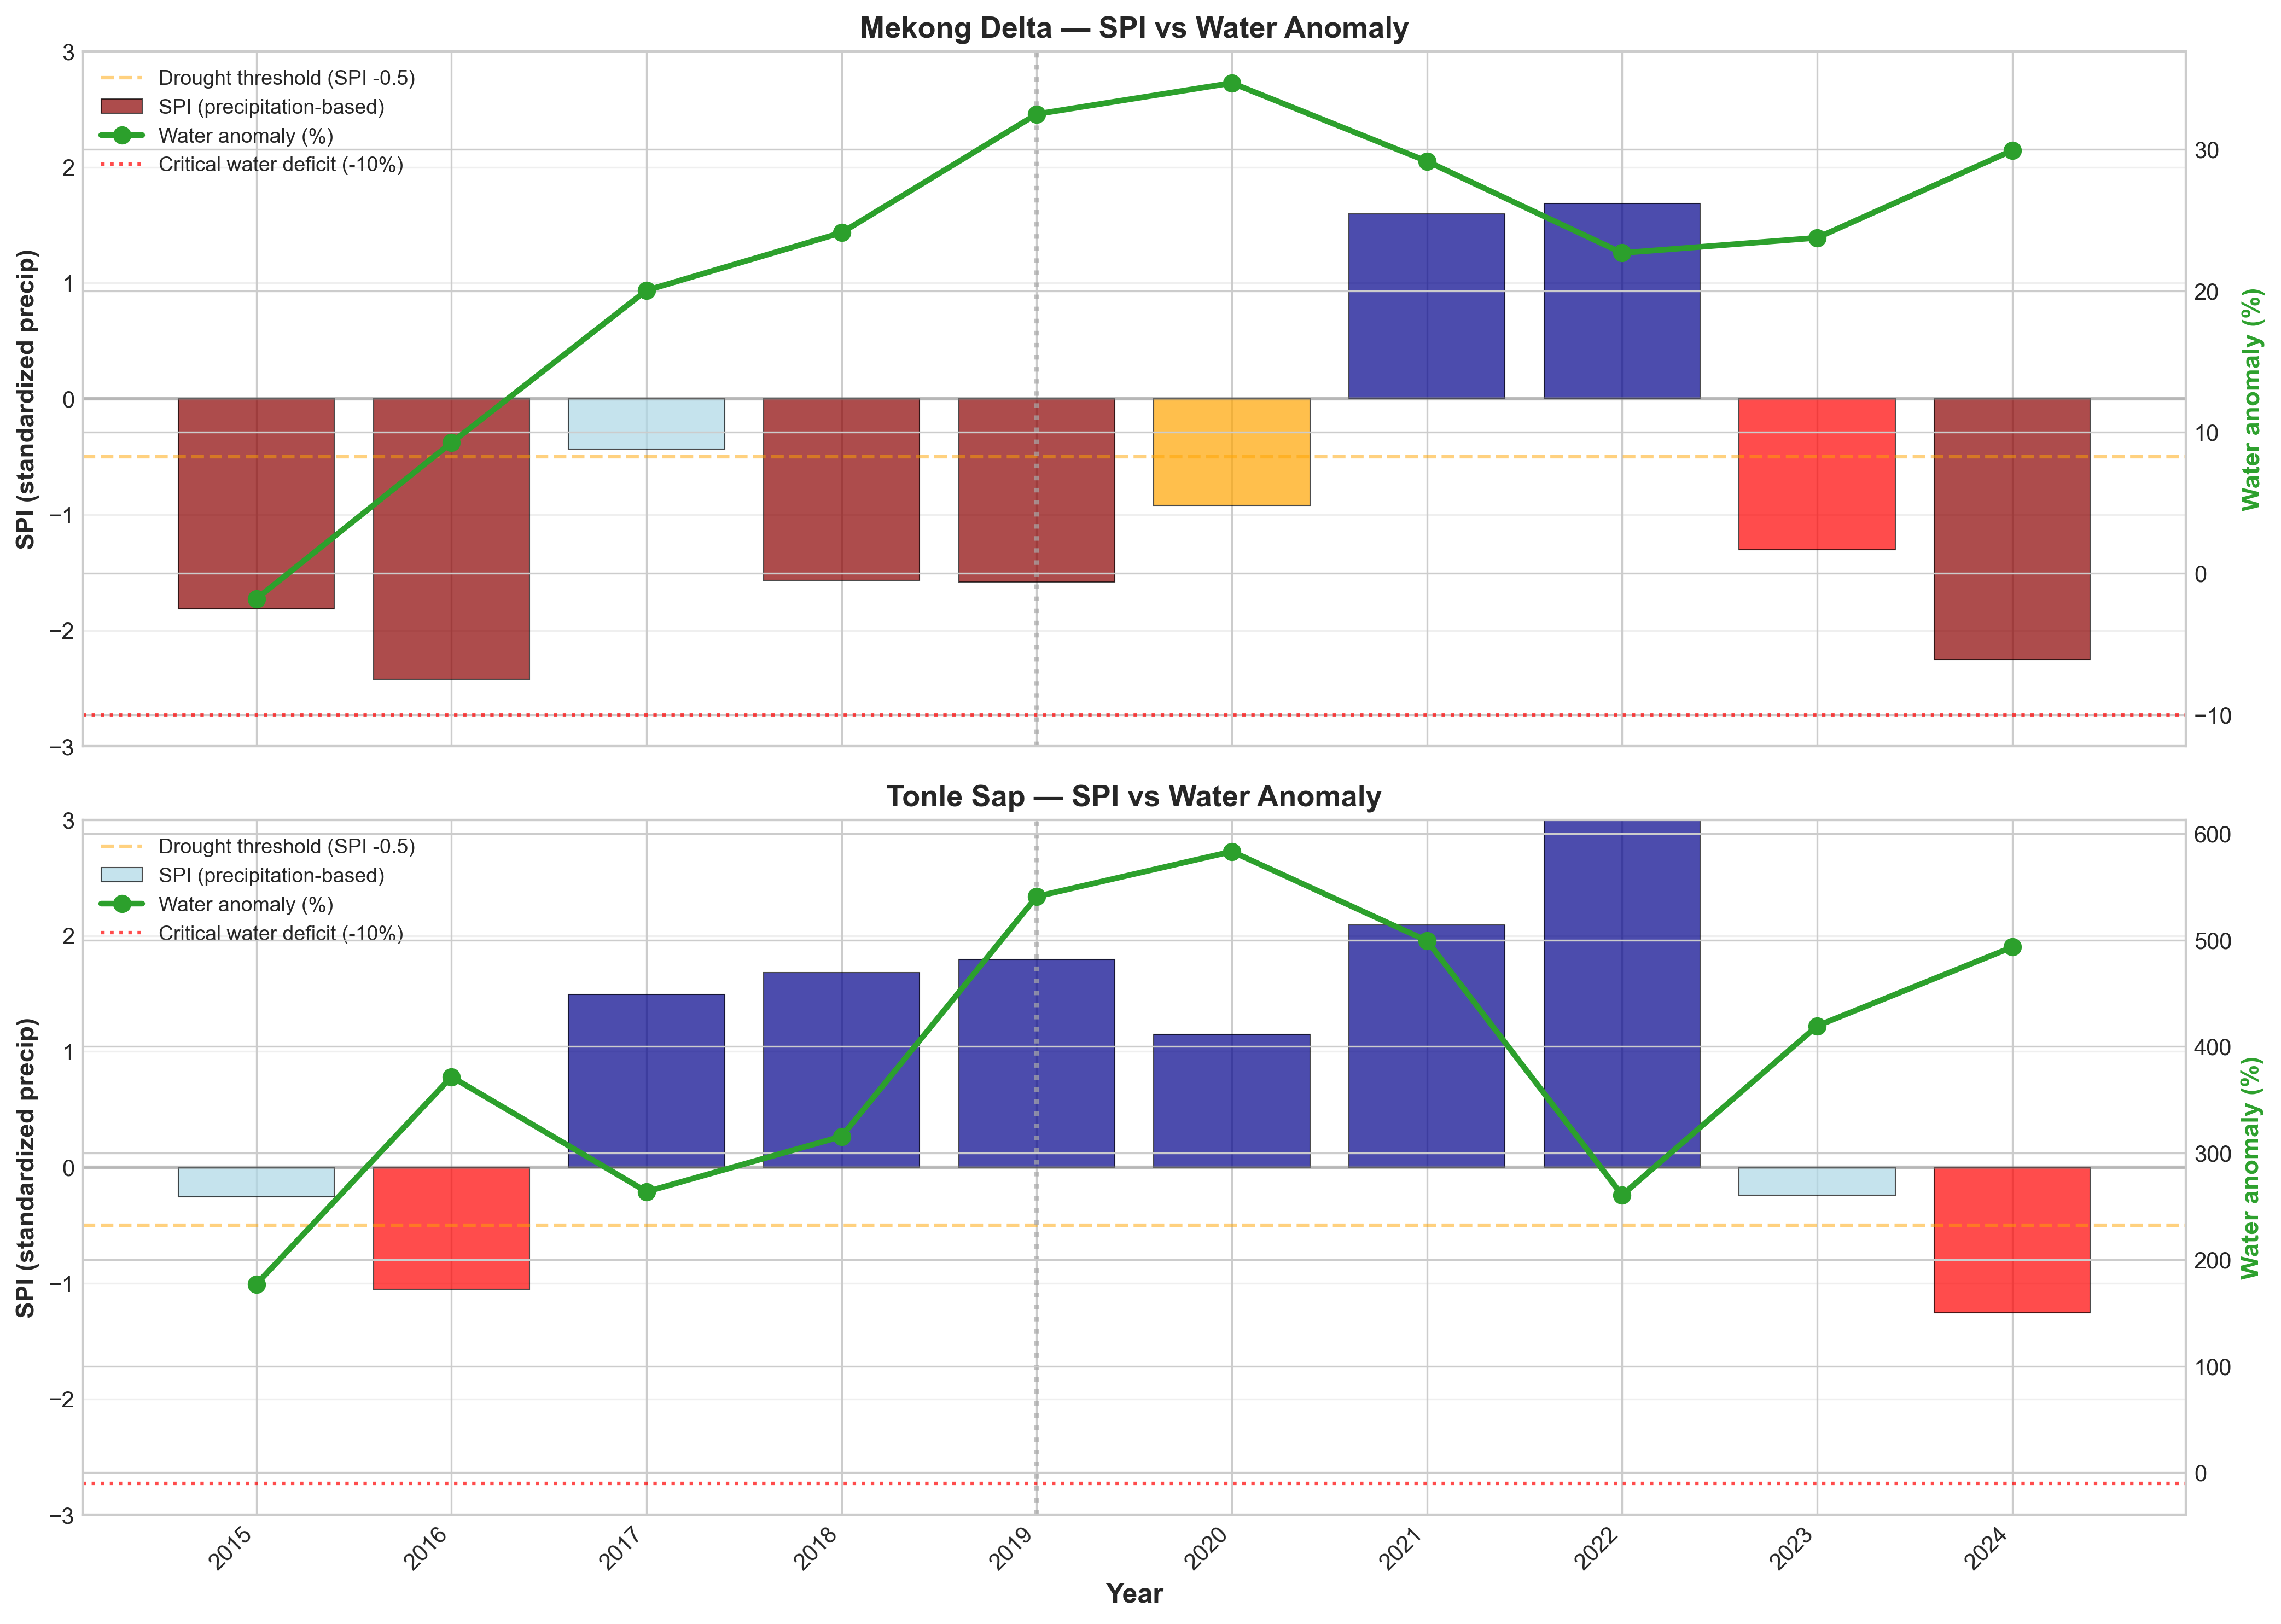 Mekong Delta — SPI vs Water Anomaly
Drought threshold (SPI -0.5)
SPI (precipitation-based)
Water anomaly (%)
Critical water deficit (-10%)
SPI (standardized precip)
3
2
1
0
−1
−2
−3
30
20
10
0
−10
Water anomaly (%)
Tonle Sap — SPI vs Water Anomaly
Drought threshold (SPI -0.5)
SPI (precipitation-based)
Water anomaly (%)
Critical water deficit (-10%)
SPI (standardized precip)
3
2
1
0
−1
−2
−3
600
500
400
300
200
100
0
Water anomaly (%)
2015
2016
2017
2018
2019
2020
2021
2022
2023
2024
Year